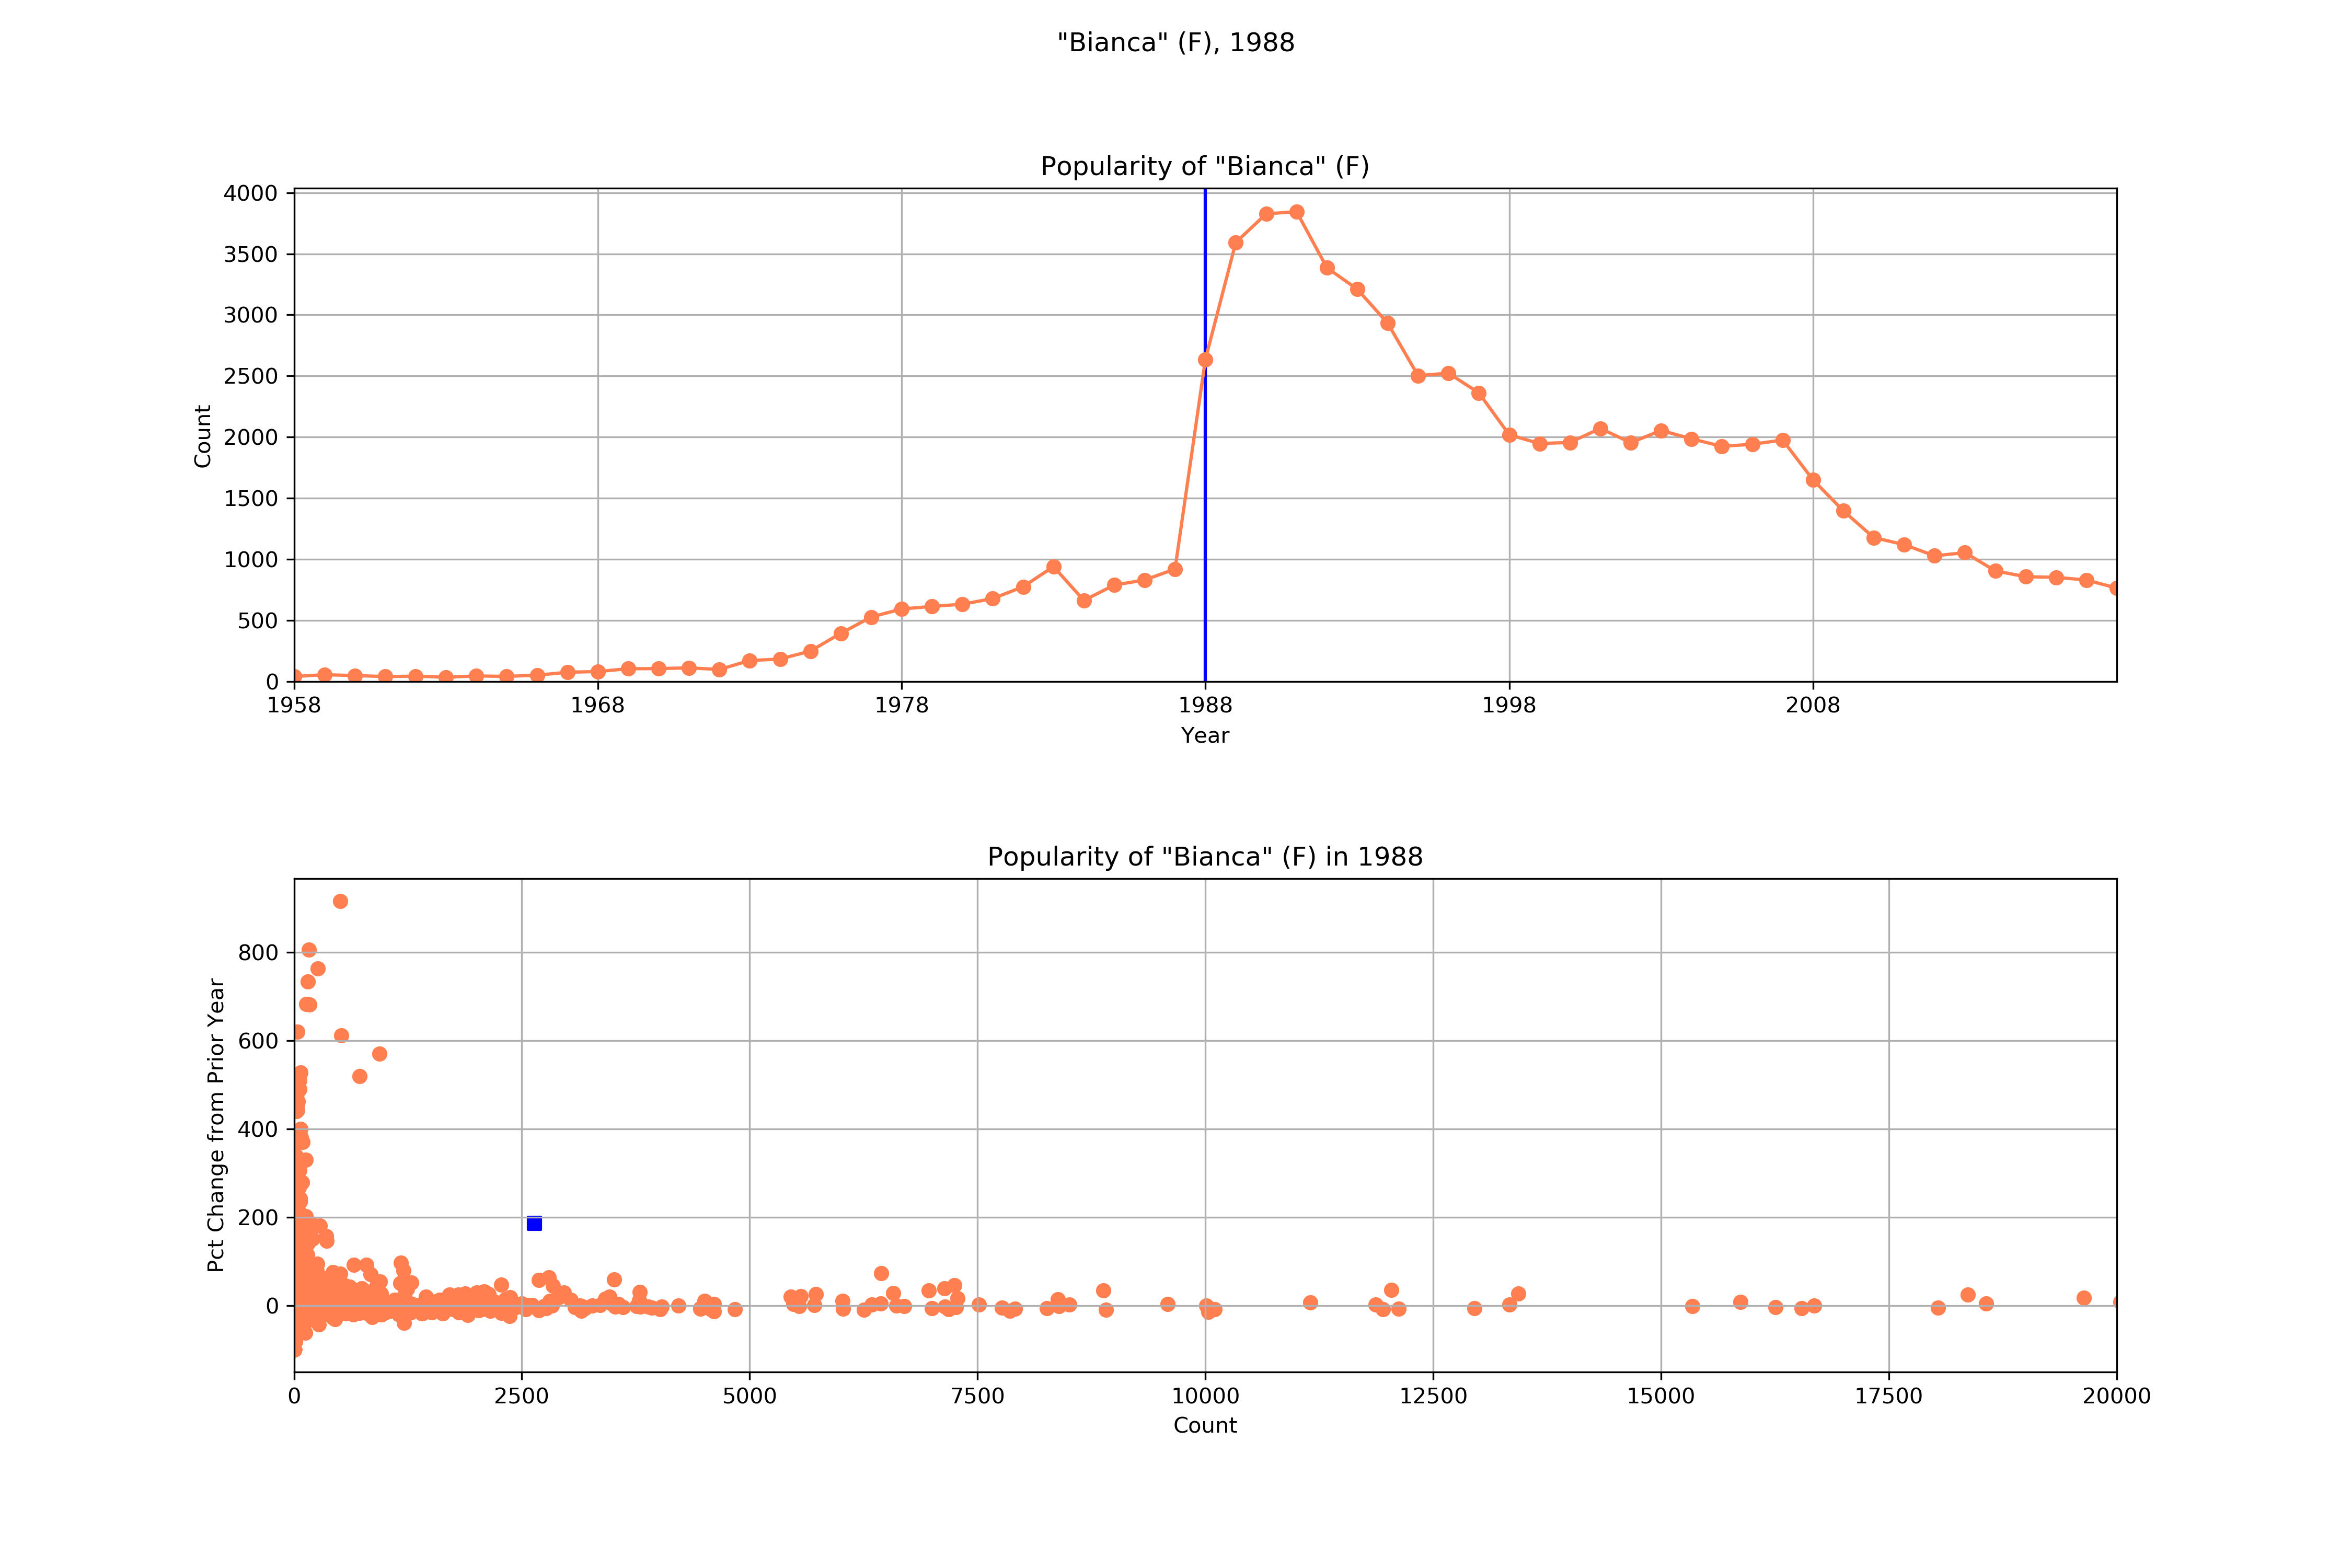 "Bianca" (F), 1988
Popularity of "Bianca" (F)
4000
3500
3000
2500
2000
1500
1000
500
0
Count
1958 1968 1978 1988 1998 2008
Year
Popularity of "Bianca" (F) in 1988
800
600
400
200
0
Pct Change from Prior Year
0 2500 5000 7500 10000 12500 15000 17500 20000
Count